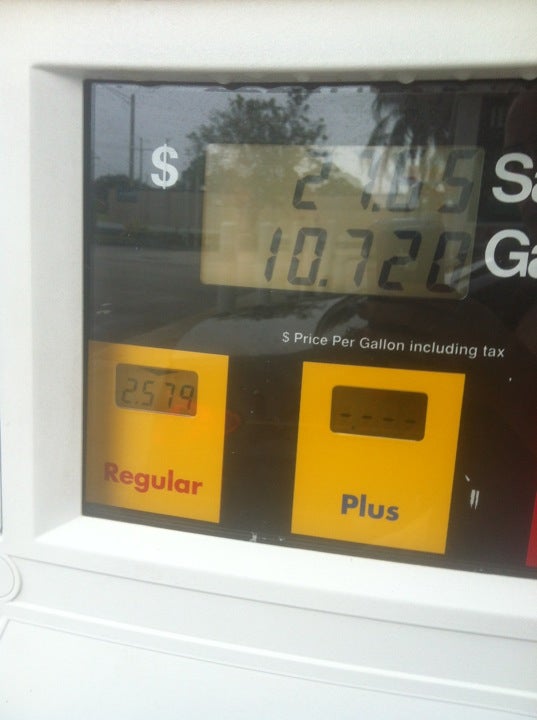 $ 27.65 Sa
10.720 Ga
$ Price Per Gallon including tax
2.579
-.---
Regular
Plus